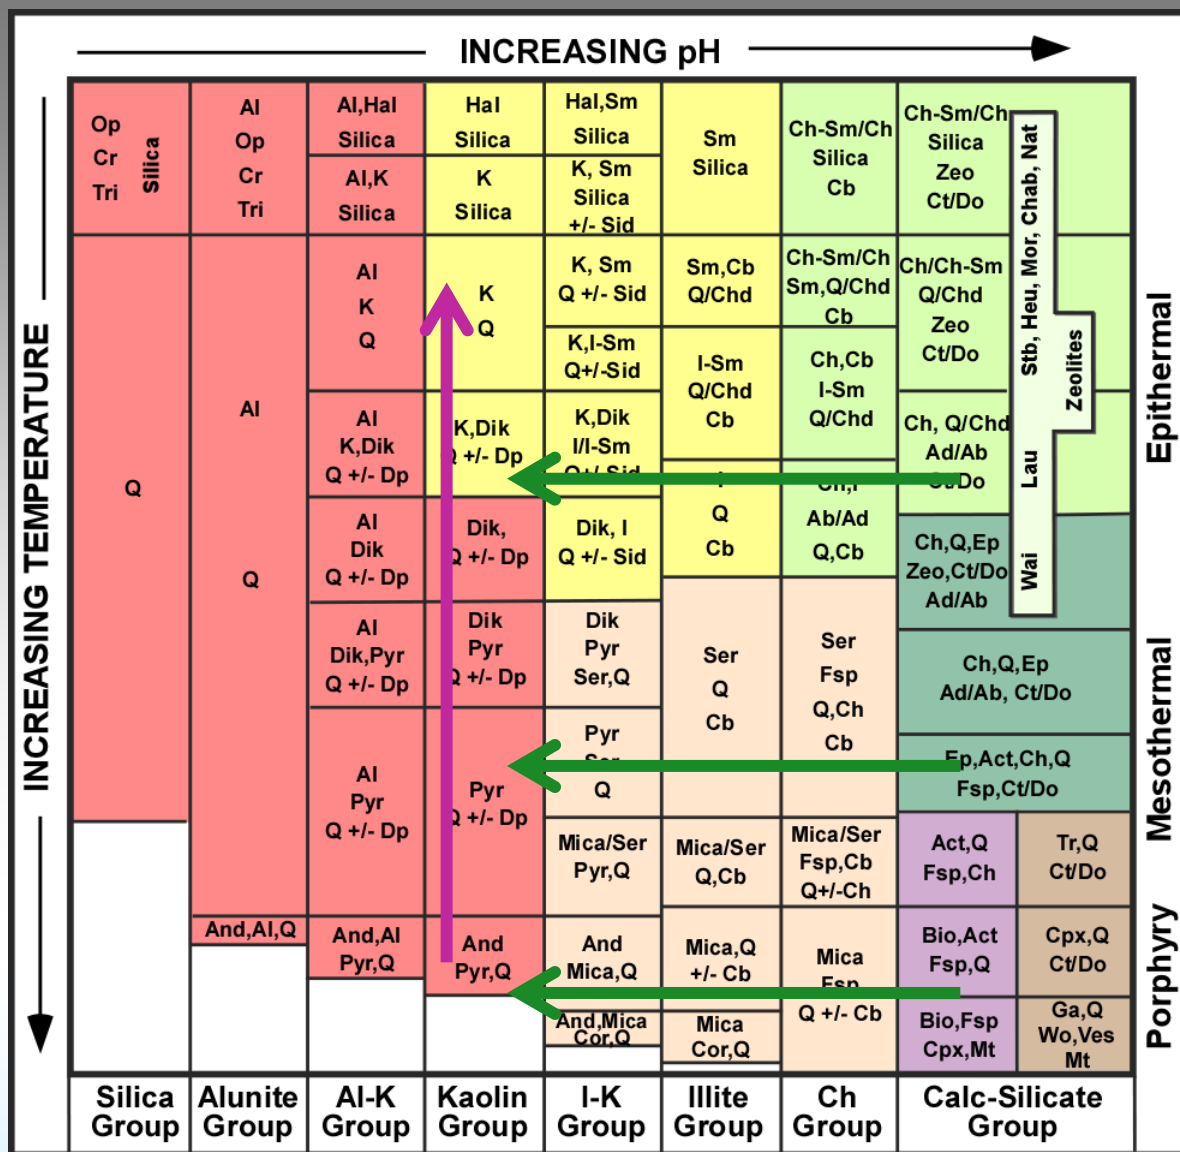 INCREASING pH
INCREASING TEMPERATURE
Op
Cr
Tri
Silica
Q
Silica
Group
Al
Op
Cr
Tri
Al
Q
And,Al,Q
Alunite
Group
Al,Hal
Silica
Al,K
Silica
Al
K
Q
Al
K,Dik
Q +/- Dp
Al
Dik
Q +/- Dp
Al
Dik,Pyr
Q +/- Dp
Al
Pyr
Q +/- Dp
And,Al
Pyr,Q
Al-K
Group
Hal
Silica
K
Silica
K
Q
K,Dik
Q +/- Dp
Dik,
Q +/- Dp
Dik
Pyr
Q +/- Dp
Pyr
Q +/- Dp
And
Pyr,Q
Kaolin
Group
Hal,Sm
Silica
K, Sm
Silica
+/- Sid
K, Sm
Q +/- Sid
K,I-Sm
Q+/-Sid
K,Dik
I/I-Sm
Q+/-Sid
Dik, I
Q +/- Sid
Dik
Pyr
Ser,Q
Pyr
Ser
Q
Mica/Ser
Pyr,Q
And
Mica,Q
And,Mica
Cor,Q
I-K
Group
Sm
Silica
Sm,Cb
Q/Chd
I-Sm
Q/Chd
Cb
I
Q
Cb
Ser
Q
Cb
Mica/Ser
Q,Cb
Mica,Q
+/- Cb
Mica
Cor,Q
Illite
Group
Ch-Sm/Ch
Silica
Cb
Ch-Sm/Ch
Sm,Q/Chd
Cb
Ch,Cb
I-Sm
Q/Chd
Ch,I
Ab/Ad
Q,Cb
Ser
Fsp
Q,Ch
Cb
Mica/Ser
Fsp,Cb
Q+/-Ch
Mica
Fsp
Q +/- Cb
Ch
Group
Ch-Sm/Ch
Silica
Zeo
Ct/Do
Ch/Ch-Sm
Q/Chd
Zeo
Ct/Do
Ch, Q/Chd
Ad/Ab
Ct/Do
Ch,Q,Ep
Zeo,Ct/Do
Ad/Ab
Ch,Q,Ep
Ad/Ab, Ct/Do
Ep,Act,Ch,Q
Fsp,Ct/Do
Act,Q
Fsp,Ch
Tr,Q
Ct/Do
Bio,Act
Fsp,Q
Cpx,Q
Ct/Do
Bio,Fsp
Cpx,Mt
Ga,Q
Wo,Ves
Mt
Calc-Silicate
Group
Stb, Heu, Mor, Chab, Nat
Lau
Wai
Zeolites
Epithermal
Mesothermal
Porphyry